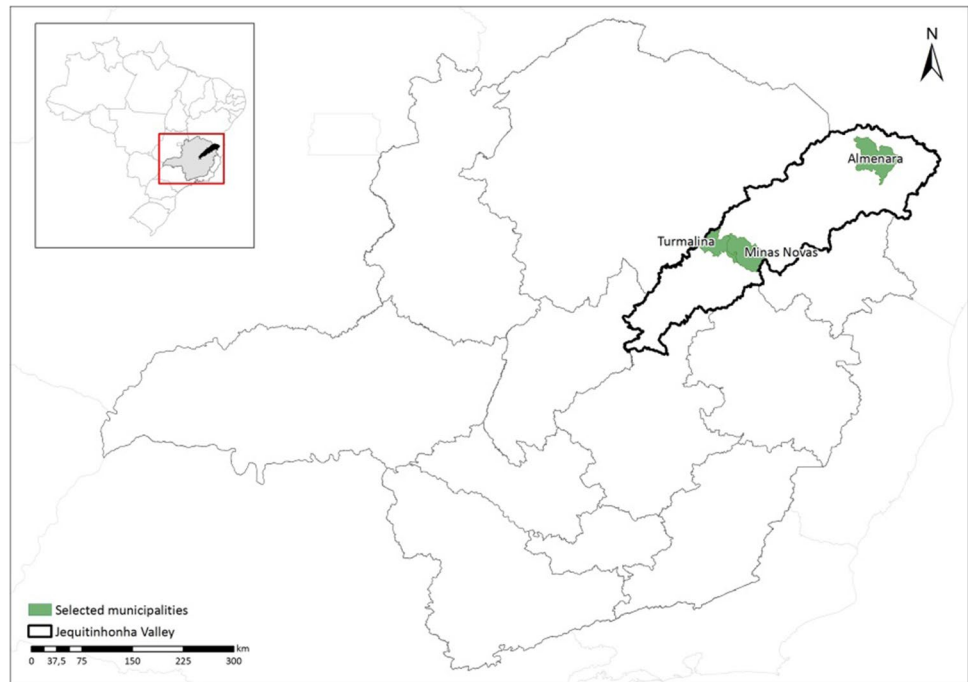 N
Almenara
Turmalina
Minas Novas
Selected municipalities
Jequitinhonha Valley
km
0 37,5 75 150 225 300